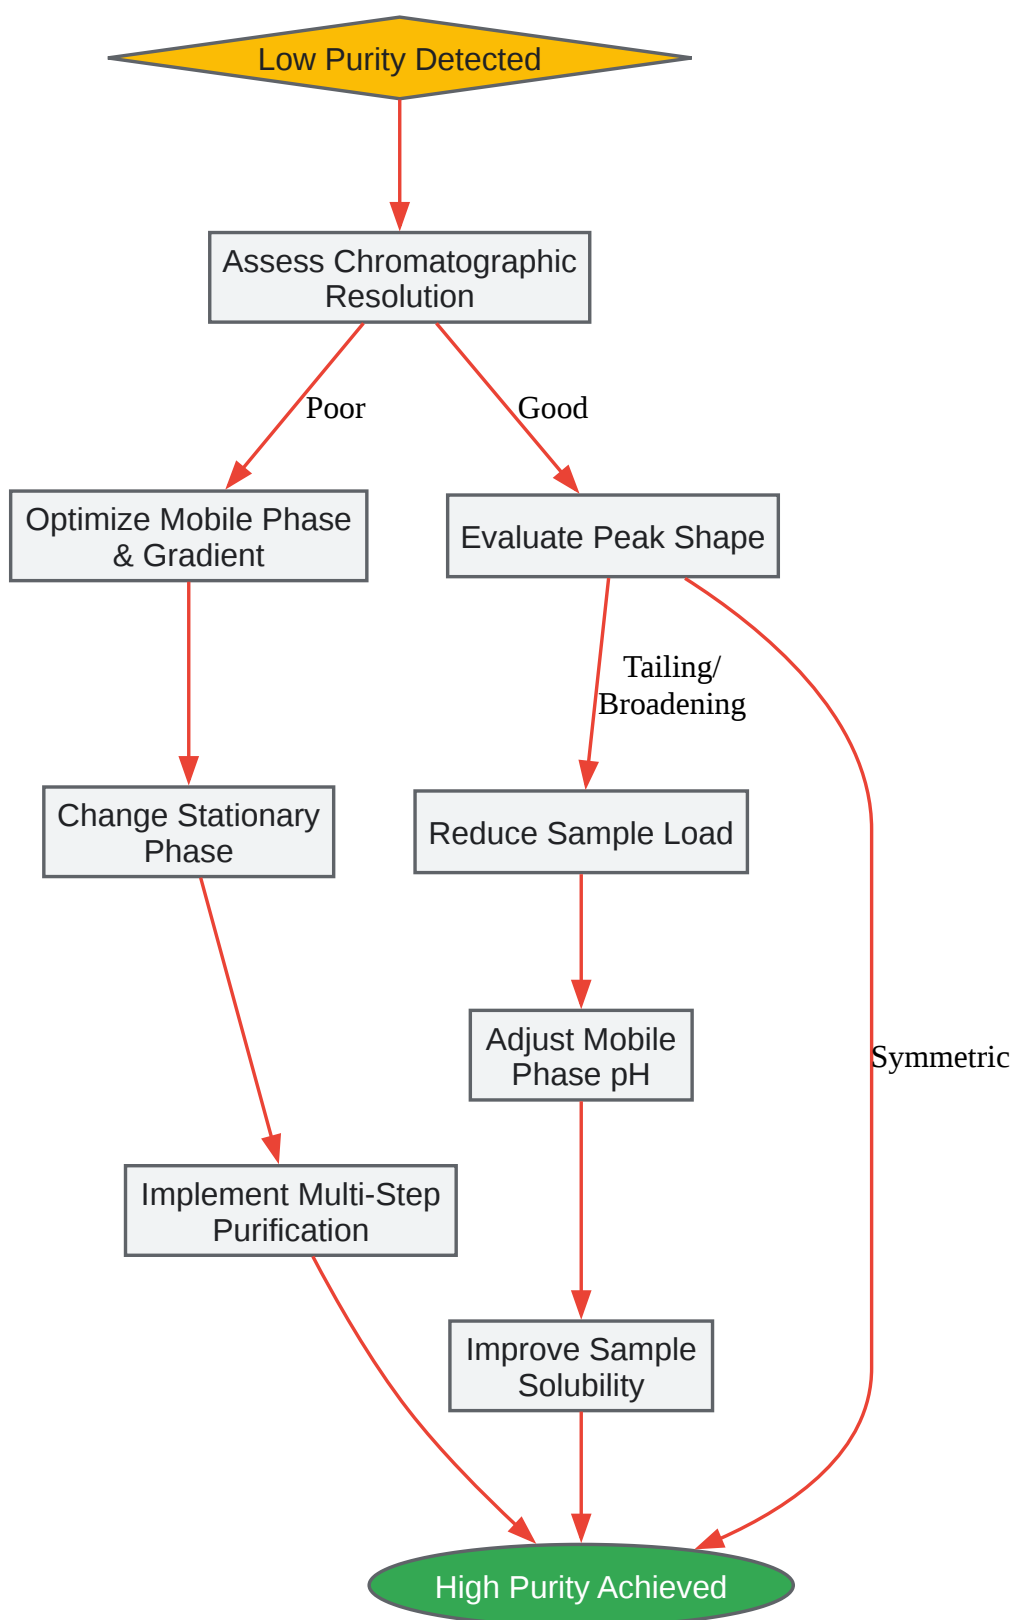 Low Purity Detected
Assess Chromatographic
Resolution
Poor
Good
Optimize Mobile Phase
& Gradient
Evaluate Peak Shape
Tailing/
Broadening
Change Stationary
Phase
Reduce Sample Load
Adjust Mobile
Phase pH
Symmetric
Implement Multi-Step
Purification
Improve Sample
Solubility
High Purity Achieved